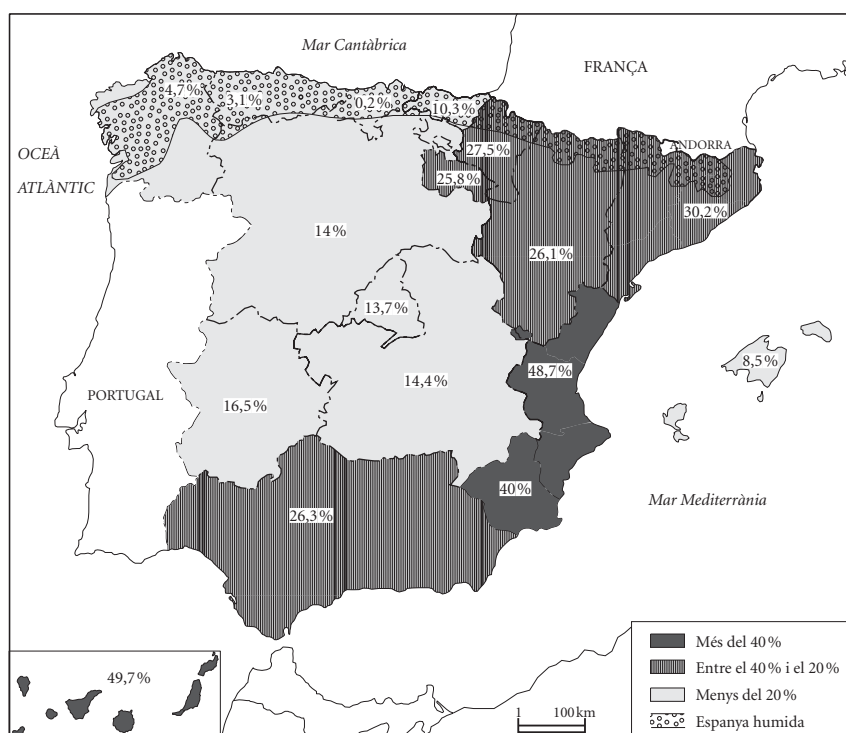 Mar Cantàbrica
FRANÇA
4,7%
3,1%
0,2%
10,3%
ANDORRA
OCEÀ
ATLÀNTIC
27,5%
25,8%
30,2%
14%
26,1%
13,7%
8,5%
48,7%
PORTUGAL
14,4%
16,5%
40%
Mar Mediterrània
26,3%
Més del 40%
Entre el 40% i el 20%
Menys del 20%
Espanya humida
49,7%
1 100 km